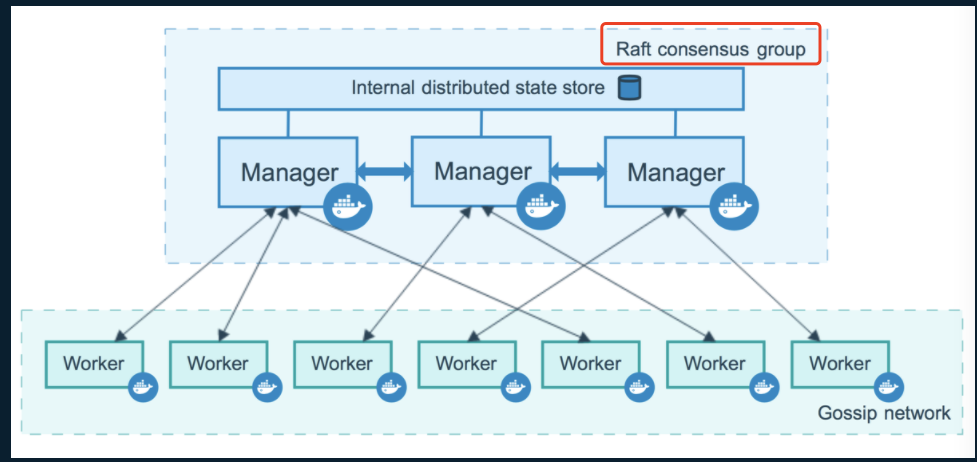 Raft consensus group
Internal distributed state store
Manager
Manager
Manager
Worker
Worker
Worker
Worker
Worker
Worker
Worker
Gossip network